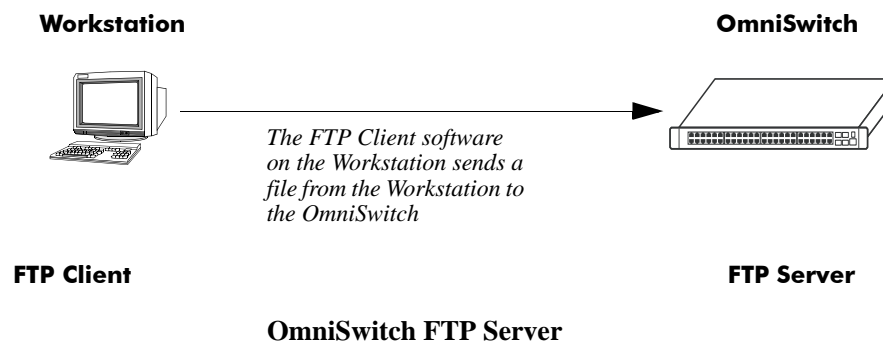 Workstation
OmniSwitch
The FTP Client software
on the Workstation sends a
file from the Workstation to
the OmniSwitch
FTP Client
FTP Server
OmniSwitch FTP Server